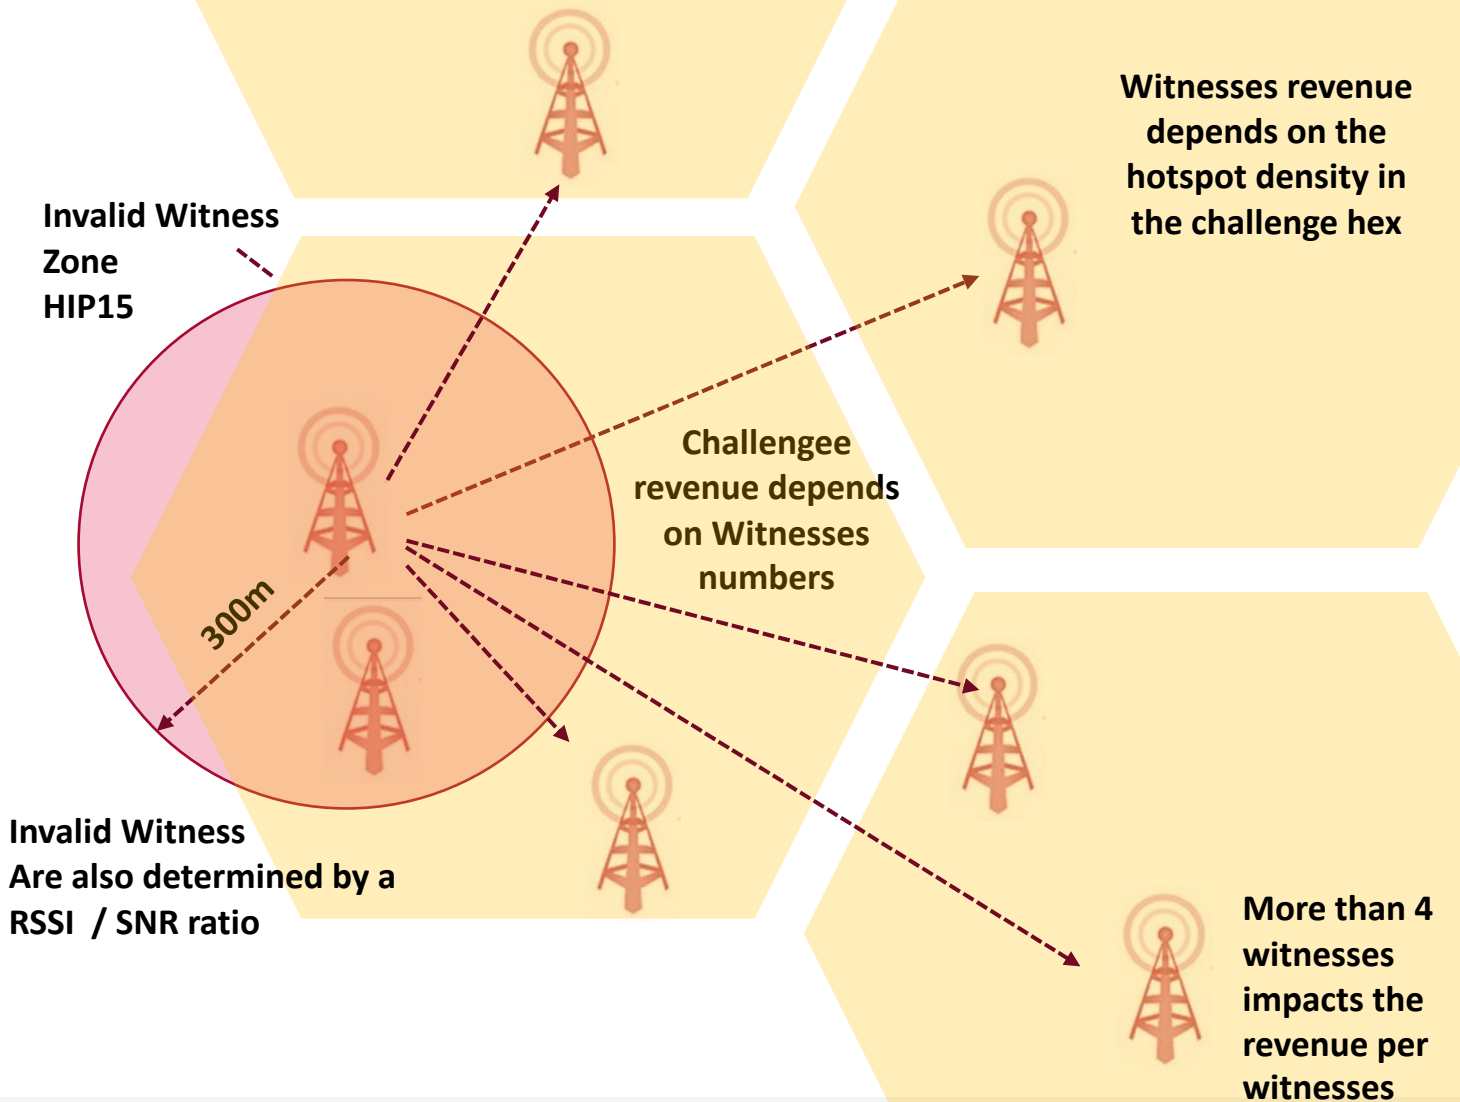 Witnesses revenue
depends on the
hotspot density in
the challenge hex
Invalid Witness
Zone
HIP15
Challengee
revenue depends
on Witnesses
numbers
300m
Invalid Witness
Are also determined by a
RSSI / SNR ratio
More than 4
witnesses
impacts the
revenue per
witnesses